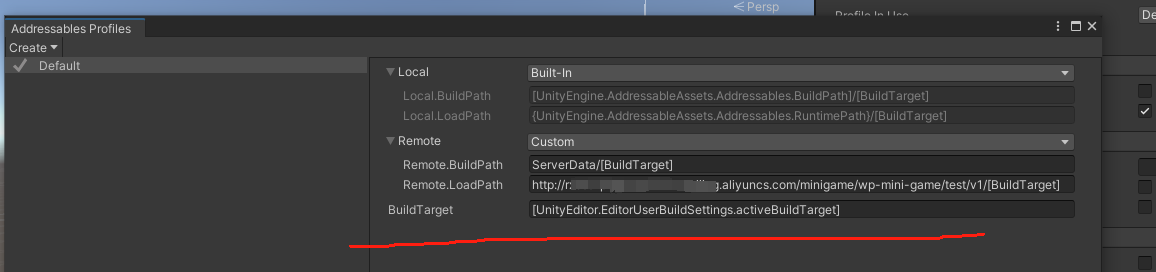 Persp
Profile In Use
De
Addressables Profiles
Create
Default
Local
Built-In
Local.BuildPath
[UnityEngine.AddressableAssets.Addressables.BuildPath]/[BuildTarget]
Local.LoadPath
{UnityEngine.AddressableAssets.Addressables.RuntimePath}/[BuildTarget]
Remote
Custom
Remote.BuildPath
ServerData/[BuildTarget]
Remote.LoadPath
http:// .aliyuncs.com/minigame/wp-mini-game/test/v1/[BuildTarget]
BuildTarget
[UnityEditor.EditorUserBuildSettings.activeBuildTarget]